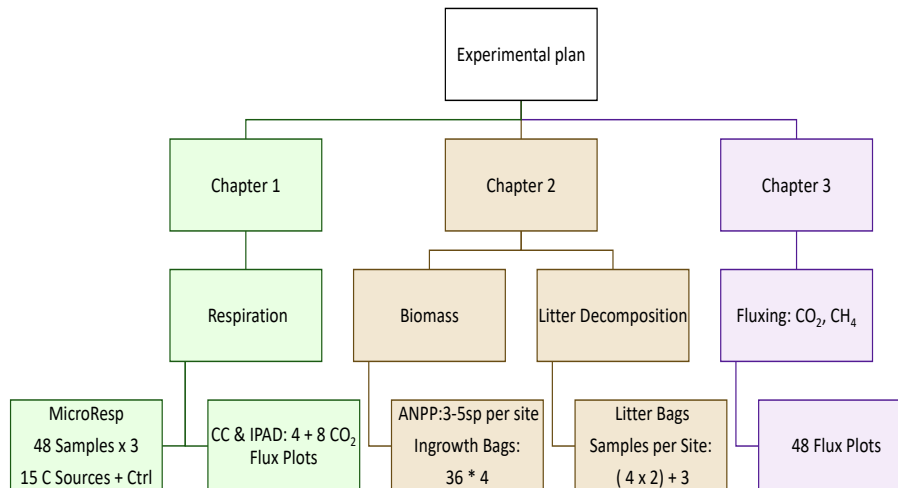 Experimental plan
Chapter 1
Chapter 2
Chapter 3
Respiration
Biomass
Litter Decomposition
Fluxing: CO₂, CH₄
MicroResp
48 Samples x 3
15 C Sources + Ctrl
CC & IPAD: 4 + 8 CO₂
Flux Plots
ANPP:3-5sp per site
Ingrowth Bags:
36 * 4
Litter Bags
Samples per Site:
( 4 x 2) + 3
48 Flux Plots